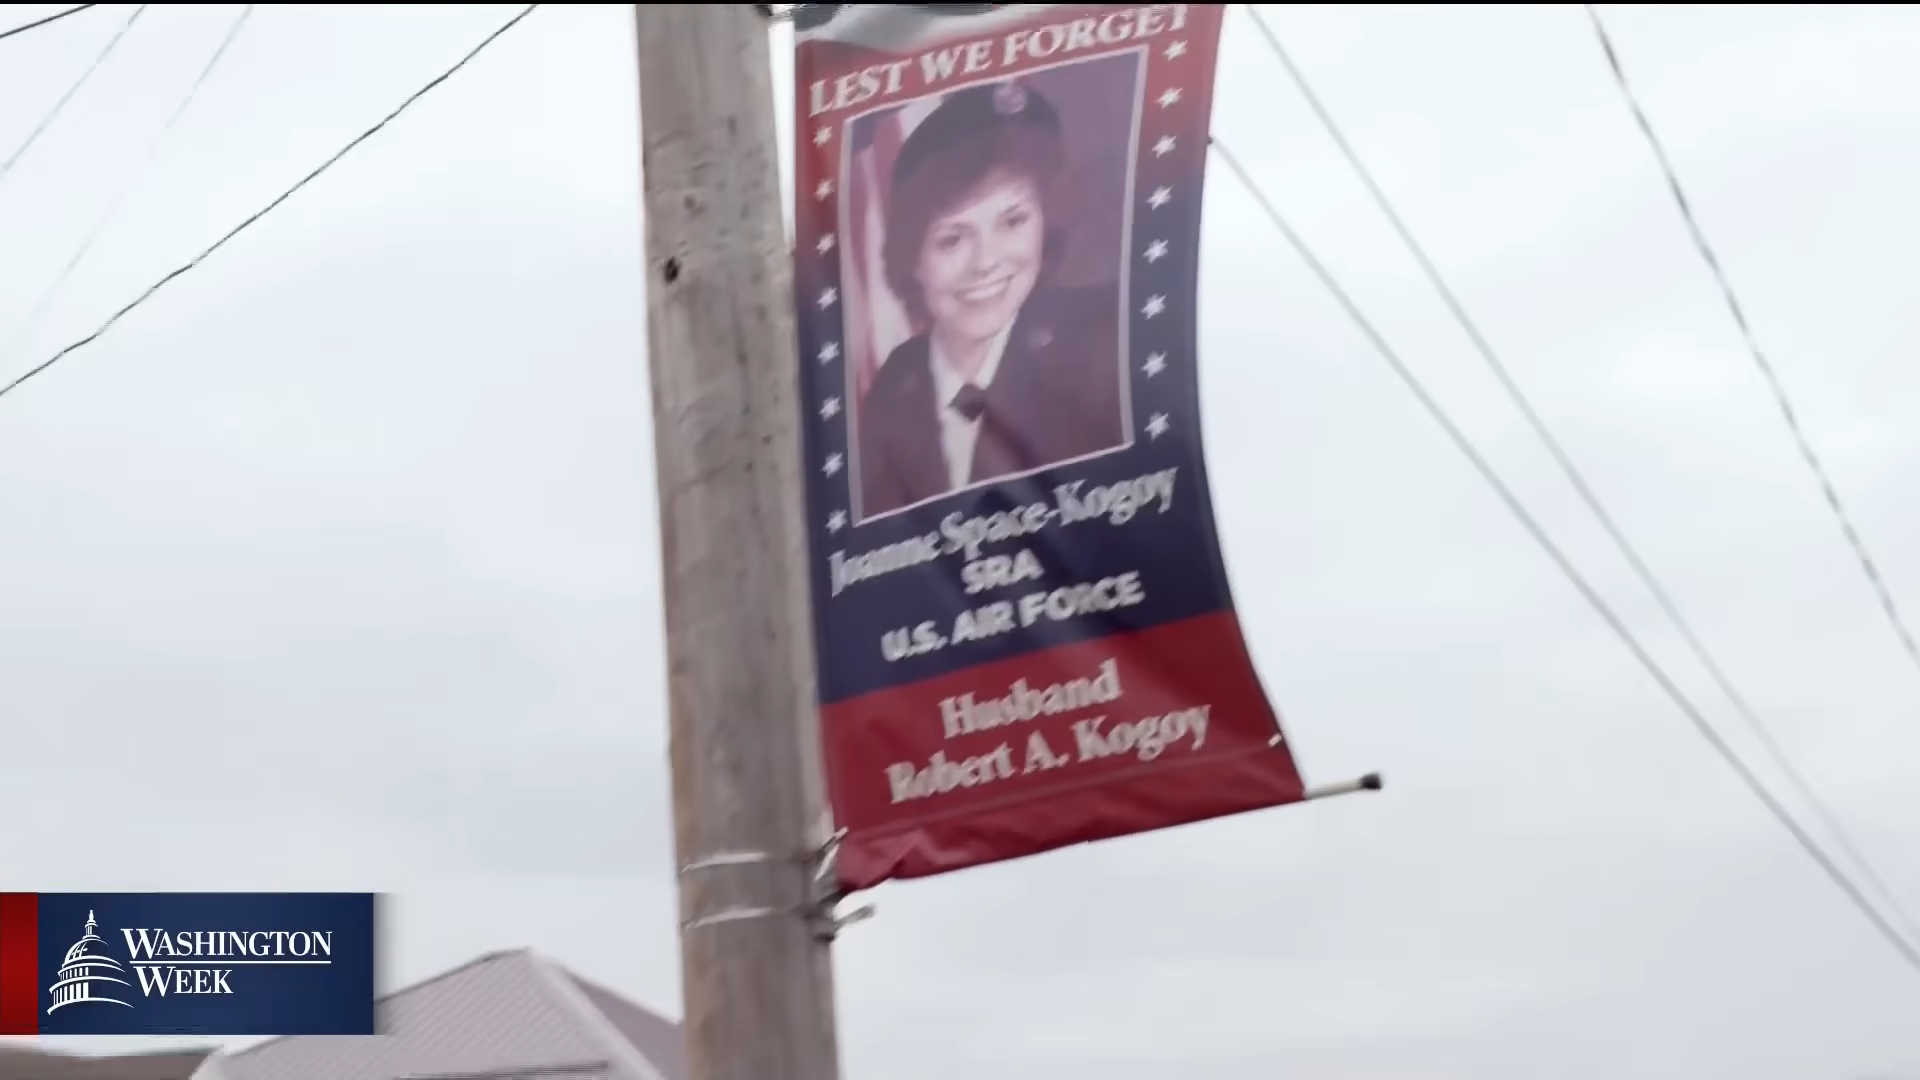 LEST WE FORGET
Joanne Space-Kogoy
SRA
U.S. AIR FORCE
Husband
Robert A. Kogoy
WASHINGTON
WEEK